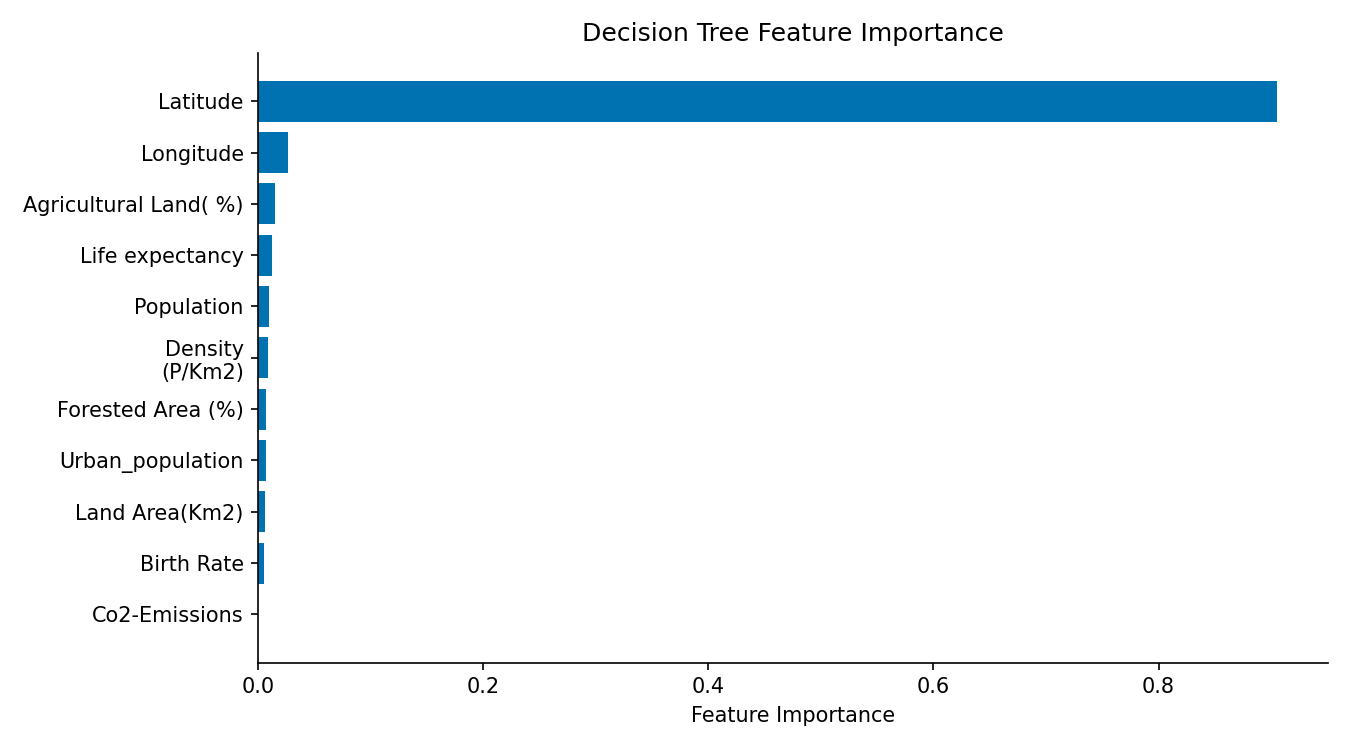 Decision Tree Feature Importance
Latitude
Longitude
Agricultural Land( %)
Life expectancy
Population
Density
(P/Km2)
Forested Area (%)
Urban_population
Land Area(Km2)
Birth Rate
Co2-Emissions
0.0 0.2 0.4 0.6 0.8
Feature Importance